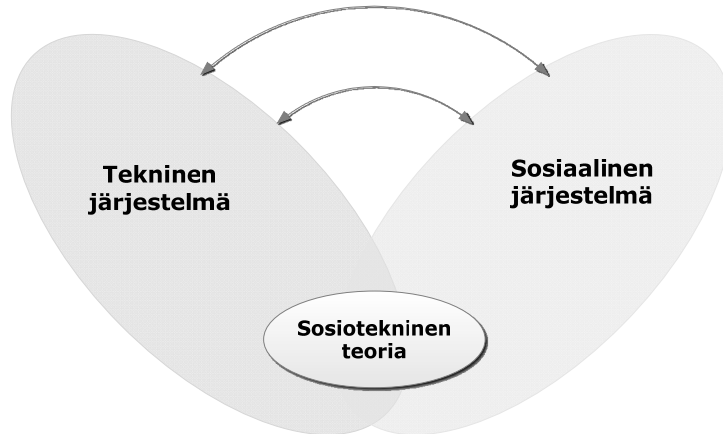 Tekninen
järjestelmä
Sosiaalinen
järjestelmä
Sosiotekninen
teoria